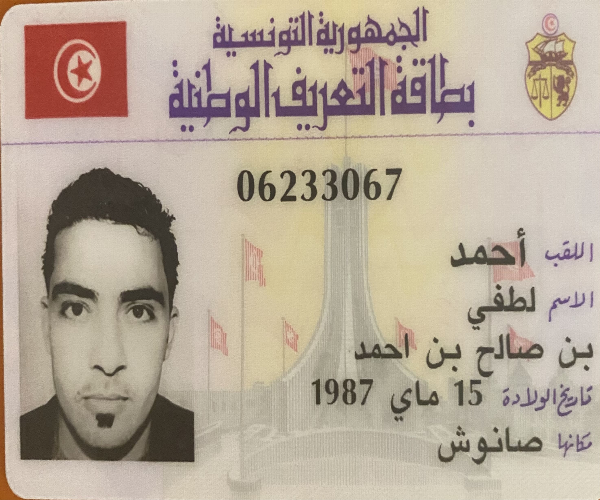 الجمهورية التونسية
بطاقة التعريف الوطنية
06233067
اللقب أحمد
الاسم لطفي
بن صالح بن احمد
تاريخ الولادة 15 ماي 1987
مكانها صانوش